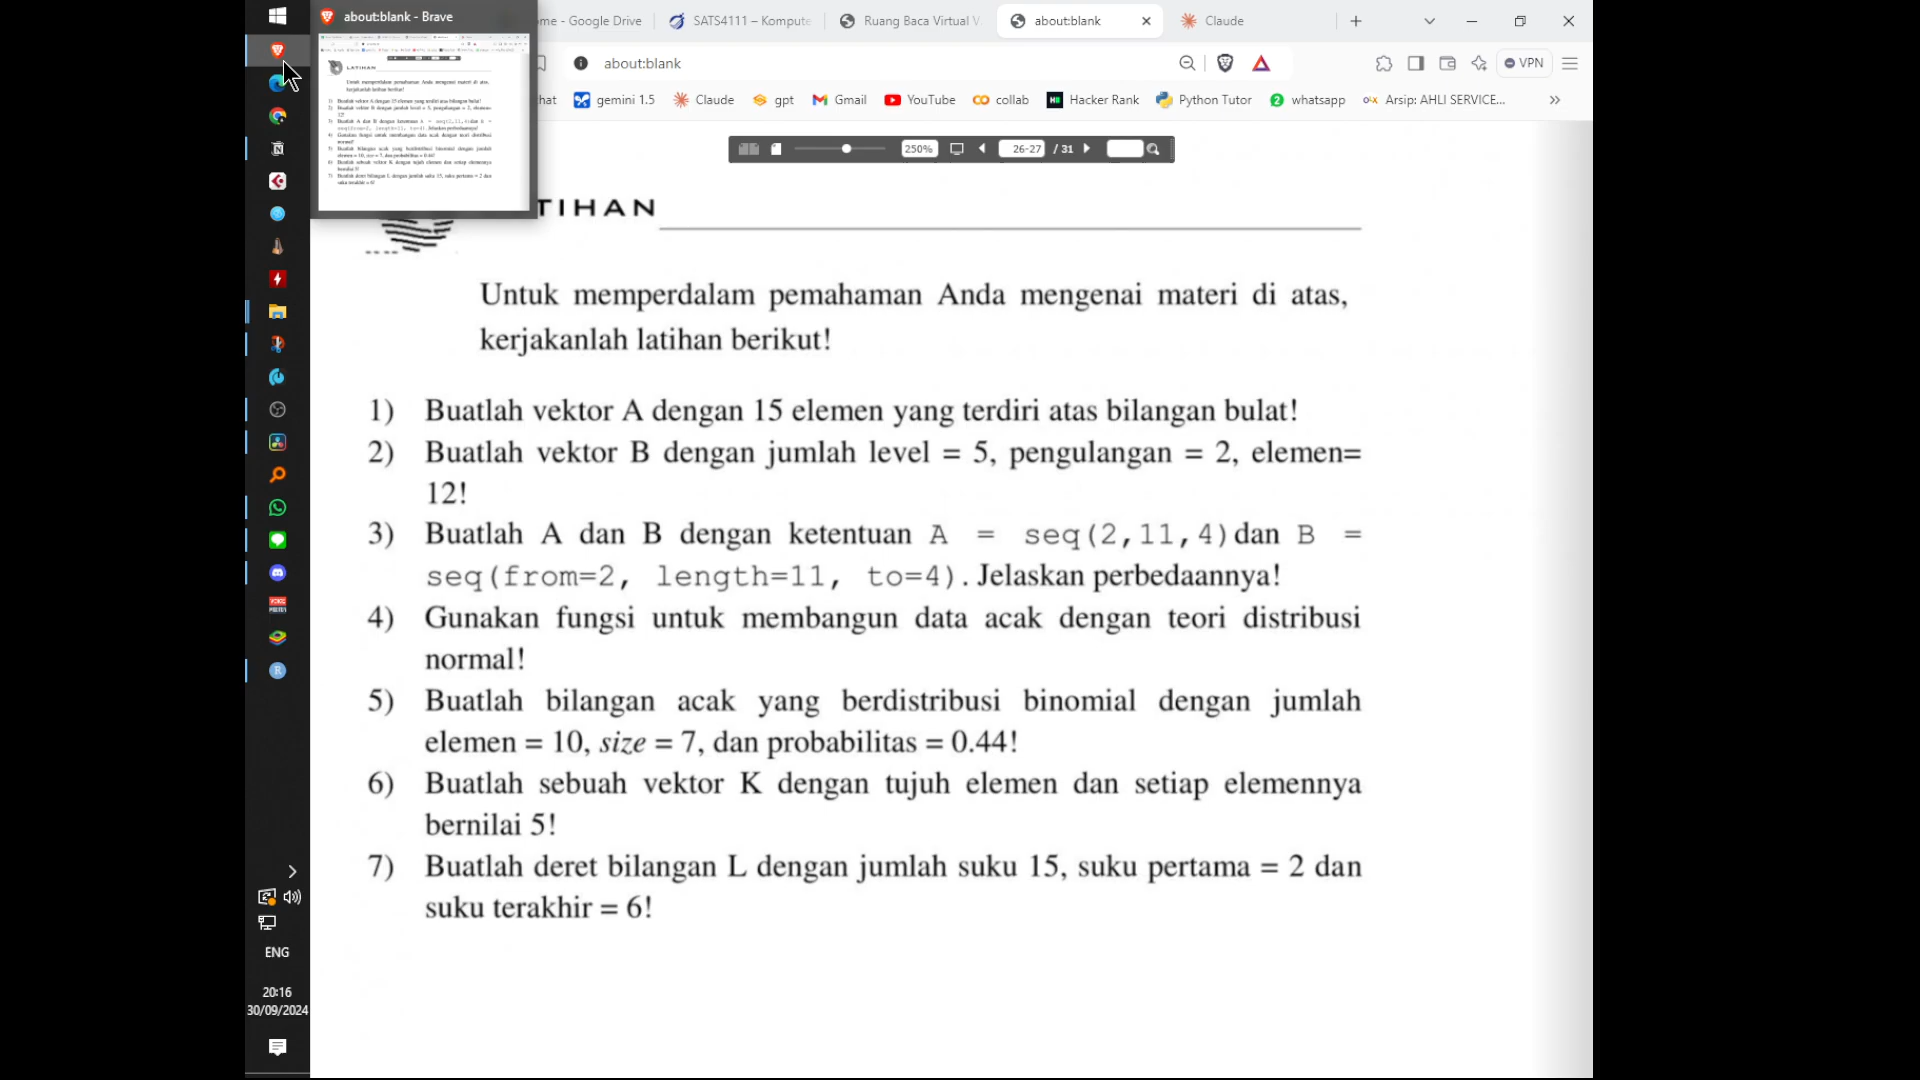 about:blank - Brave
me - Google Drive
SATS4111 – Kompute
Ruang Baca Virtual V
about:blank
Claude
about:blank
VPN
hat
gemini 1.5
Claude
gpt
Gmail
YouTube
colab
Hacker Rank
Python Tutor
whatsapp
Arsip: AHLI SERVICE...
250%
26-27 / 31
TIHAN
Untuk memperdalam pemahaman Anda mengenai materi di atas,
kerjakanlah latihan berikut!
1) Buatlah vektor A dengan 15 elemen yang terdiri atas bilangan bulat!
2) Buatlah vektor B dengan jumlah level = 5, pengulangan = 2, elemen=
12!
3) Buatlah A dan B dengan ketentuan A = seq(2,11,4)dan B =
seq(from=2, length=11, to=4). Jelaskan perbedaannya!
4) Gunakan fungsi untuk membangun data acak dengan teori distribusi
normal!
5) Buatlah bilangan acak yang berdistribusi binomial dengan jumlah
elemen = 10, size = 7, dan probabilitas = 0.44!
6) Buatlah sebuah vektor K dengan tujuh elemen dan setiap elemennya
bernilai 5!
7) Buatlah deret bilangan L dengan jumlah suku 15, suku pertama = 2 dan
suku terakhir = 6!
ENG
20:16
30/09/2024